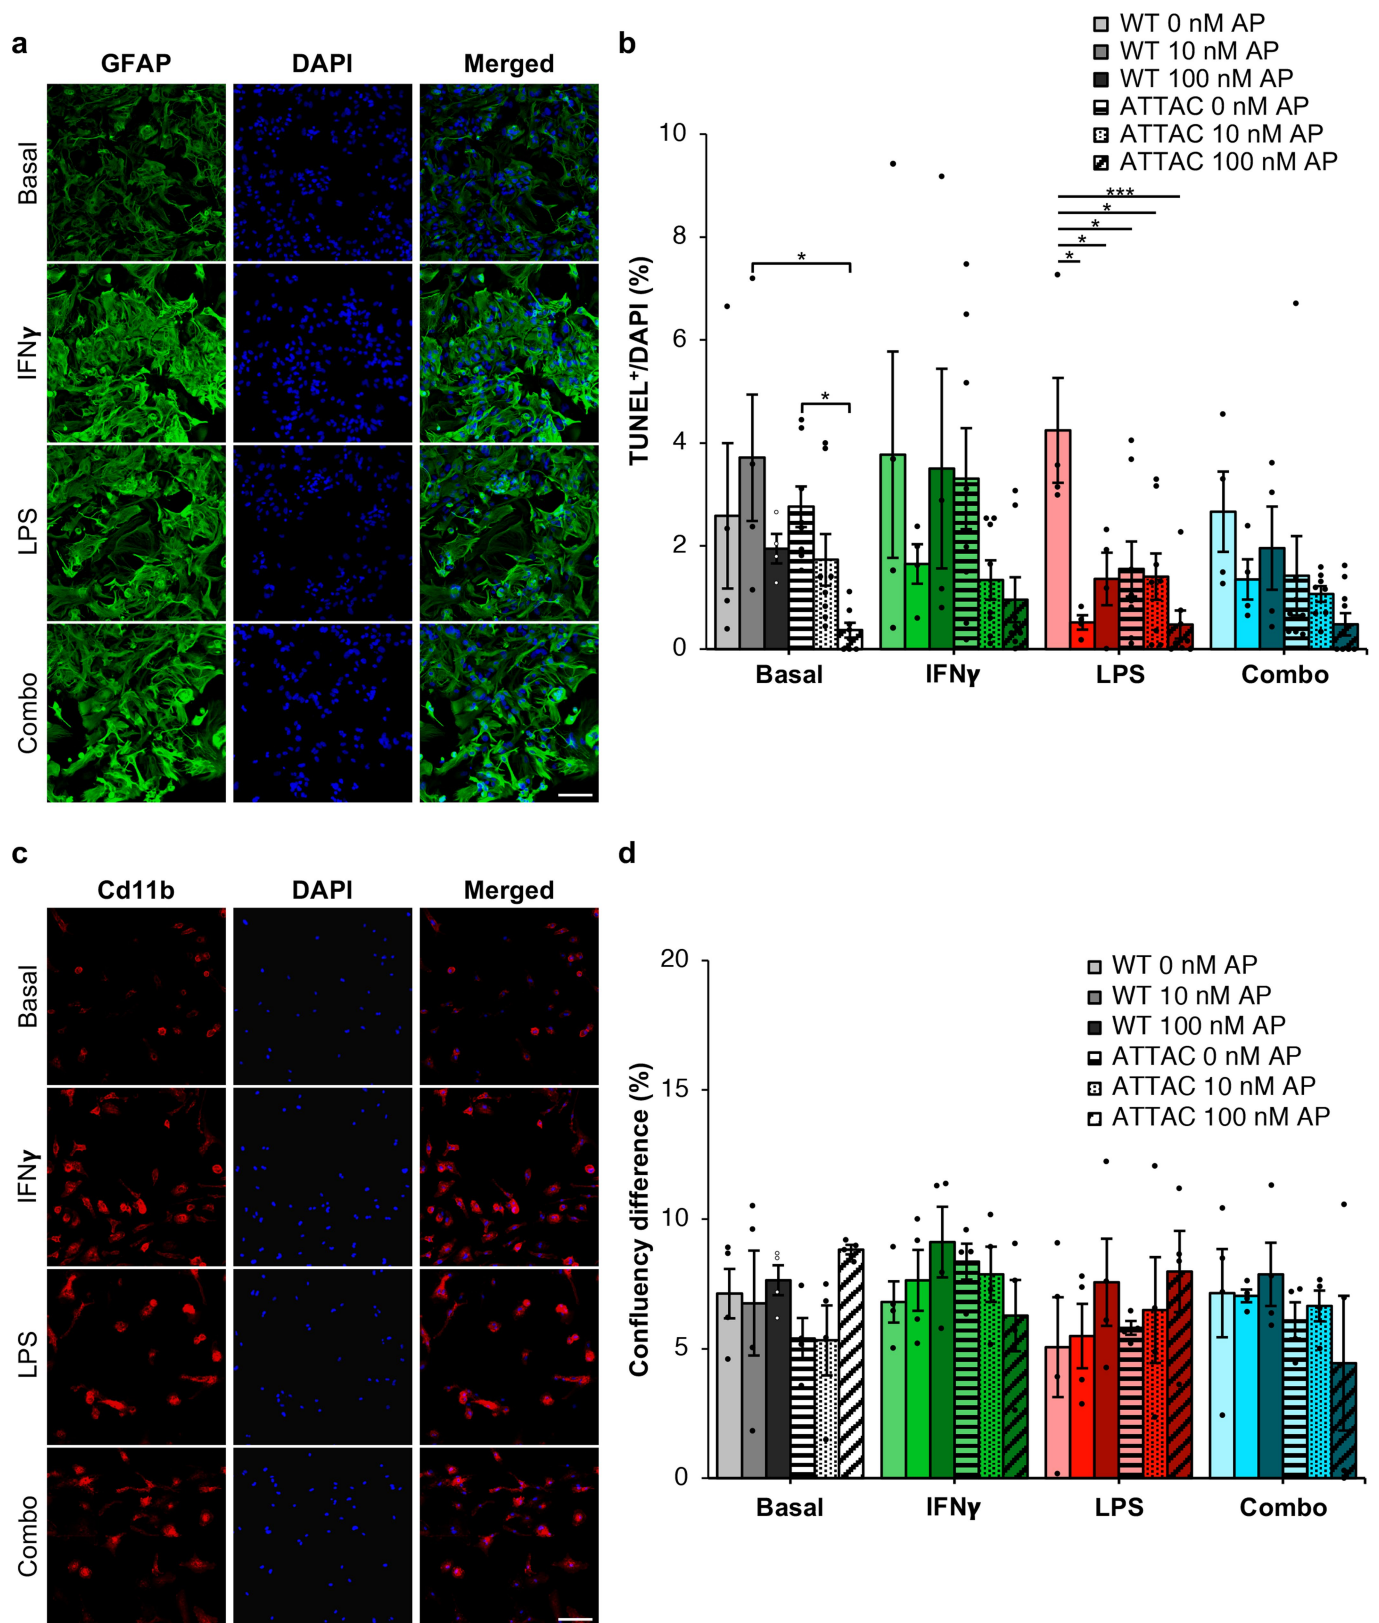 a
GFAP DAPI Merged
Basal
IFNγ
LPS
Combo
b
WT 0 nM AP
WT 10 nM AP
WT 100 nM AP
ATTAC 0 nM AP
ATTAC 10 nM AP
ATTAC 100 nM AP
TUNEL⁺/DAPI (%)
10
8
6
4
2
0
*
*
***
*
*
*
*
Basal IFNγ LPS Combo
c
Cd11b DAPI Merged
Basal
IFNγ
LPS
Combo
d
WT 0 nM AP
WT 10 nM AP
WT 100 nM AP
ATTAC 0 nM AP
ATTAC 10 nM AP
ATTAC 100 nM AP
Confluency difference (%)
20
15
10
5
0
Basal IFNγ LPS Combo